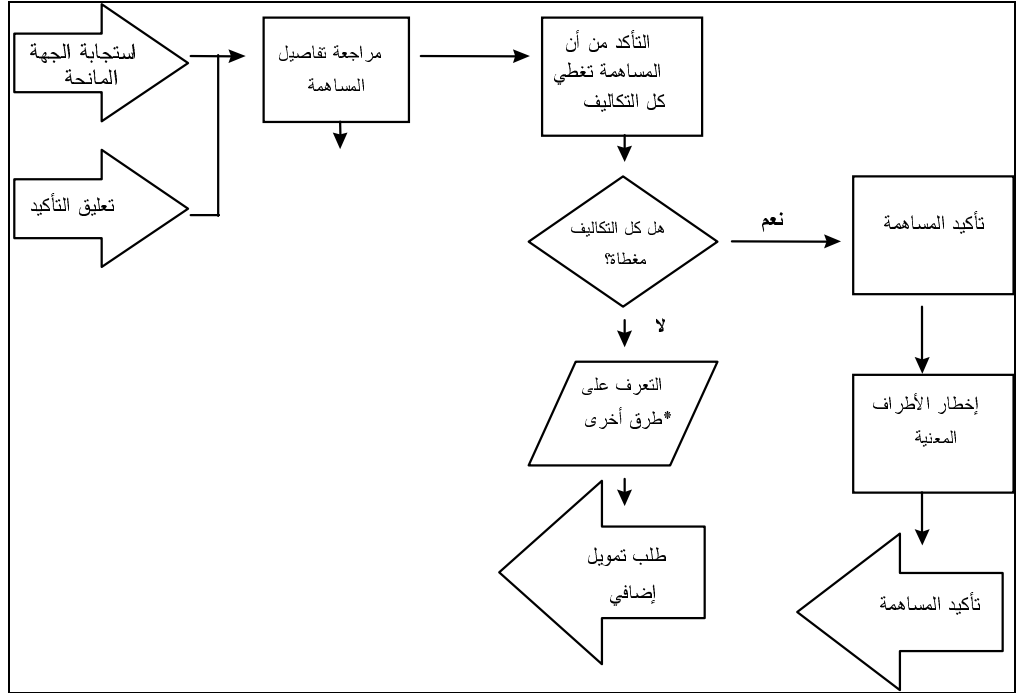 استجابة الجهة
المانحة
مراجعة تفاصيل
المساهمة
التأكد من أن
المساهمة تغطي
كل التكاليف
تعليق التأكيد
هل كل التكاليف
مغطاة؟
نعم
تأكيد المساهمة
لا
التعرف على
*طرق أخرى
إخطار الأطراف
المعنية
طلب تمويل
إضافي
تأكيد المساهمة